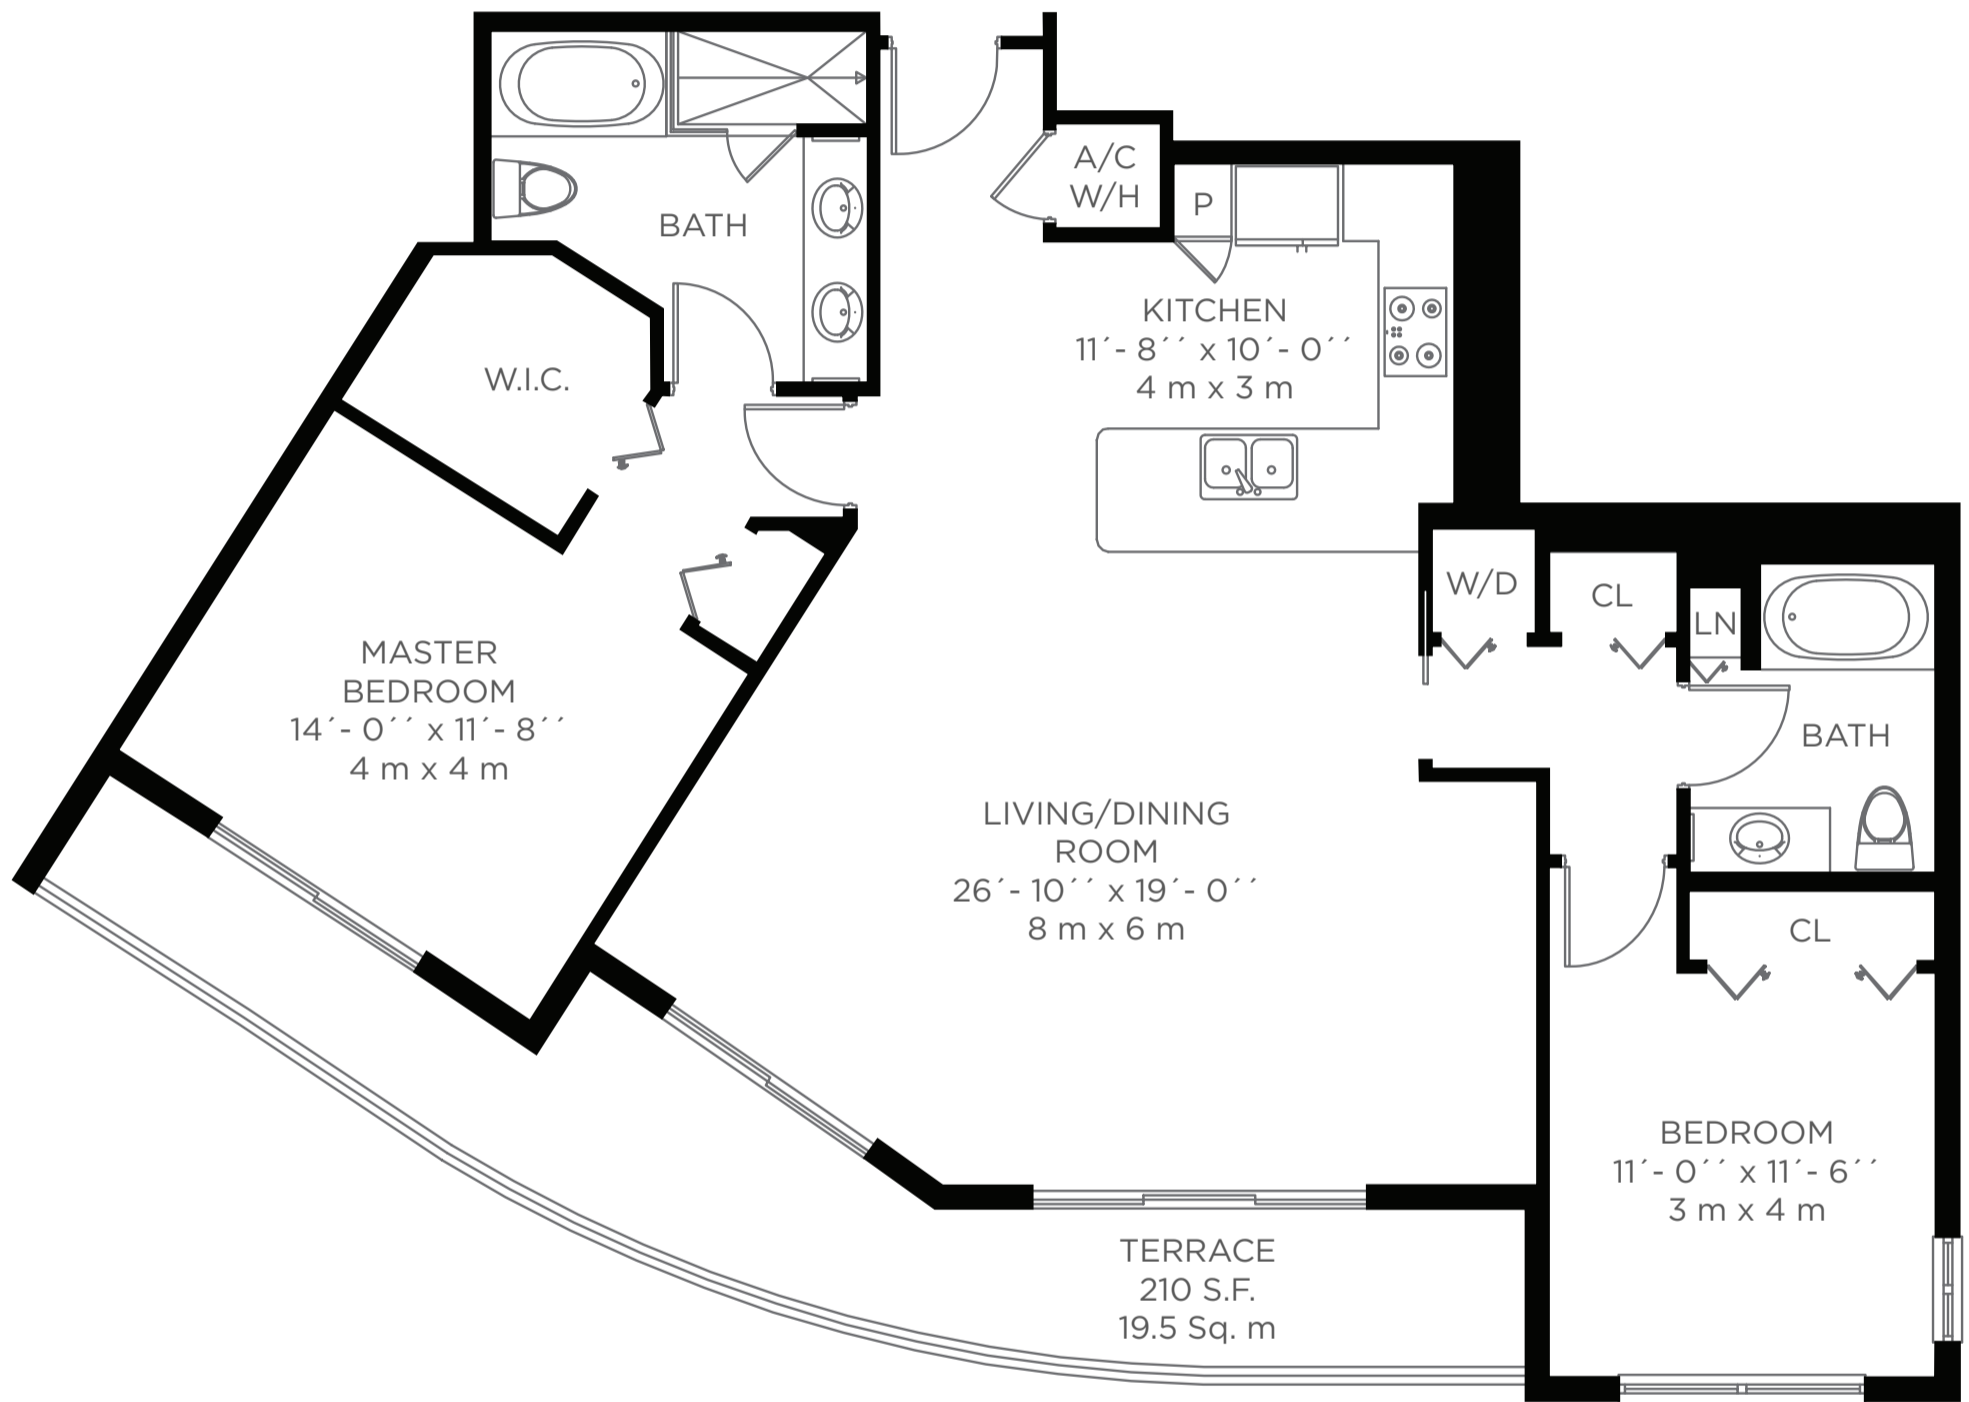 A/C
W/H
P
BATH
KITCHEN
11´- 8´´ x 10´- 0´´
4 m x 3 m
W.I.C.
W/D
CL
LN
MASTER
BEDROOM
14´- 0´´ x 11´- 8´´
4 m x 4 m
BATH
LIVING/DINING
ROOM
26´- 10´´ x 19´- 0´´
8 m x 6 m
CL
BEDROOM
11´- 0´´ x 11´- 6´´
3 m x 4 m
TERRACE
210 S.F.
19.5 Sq. m